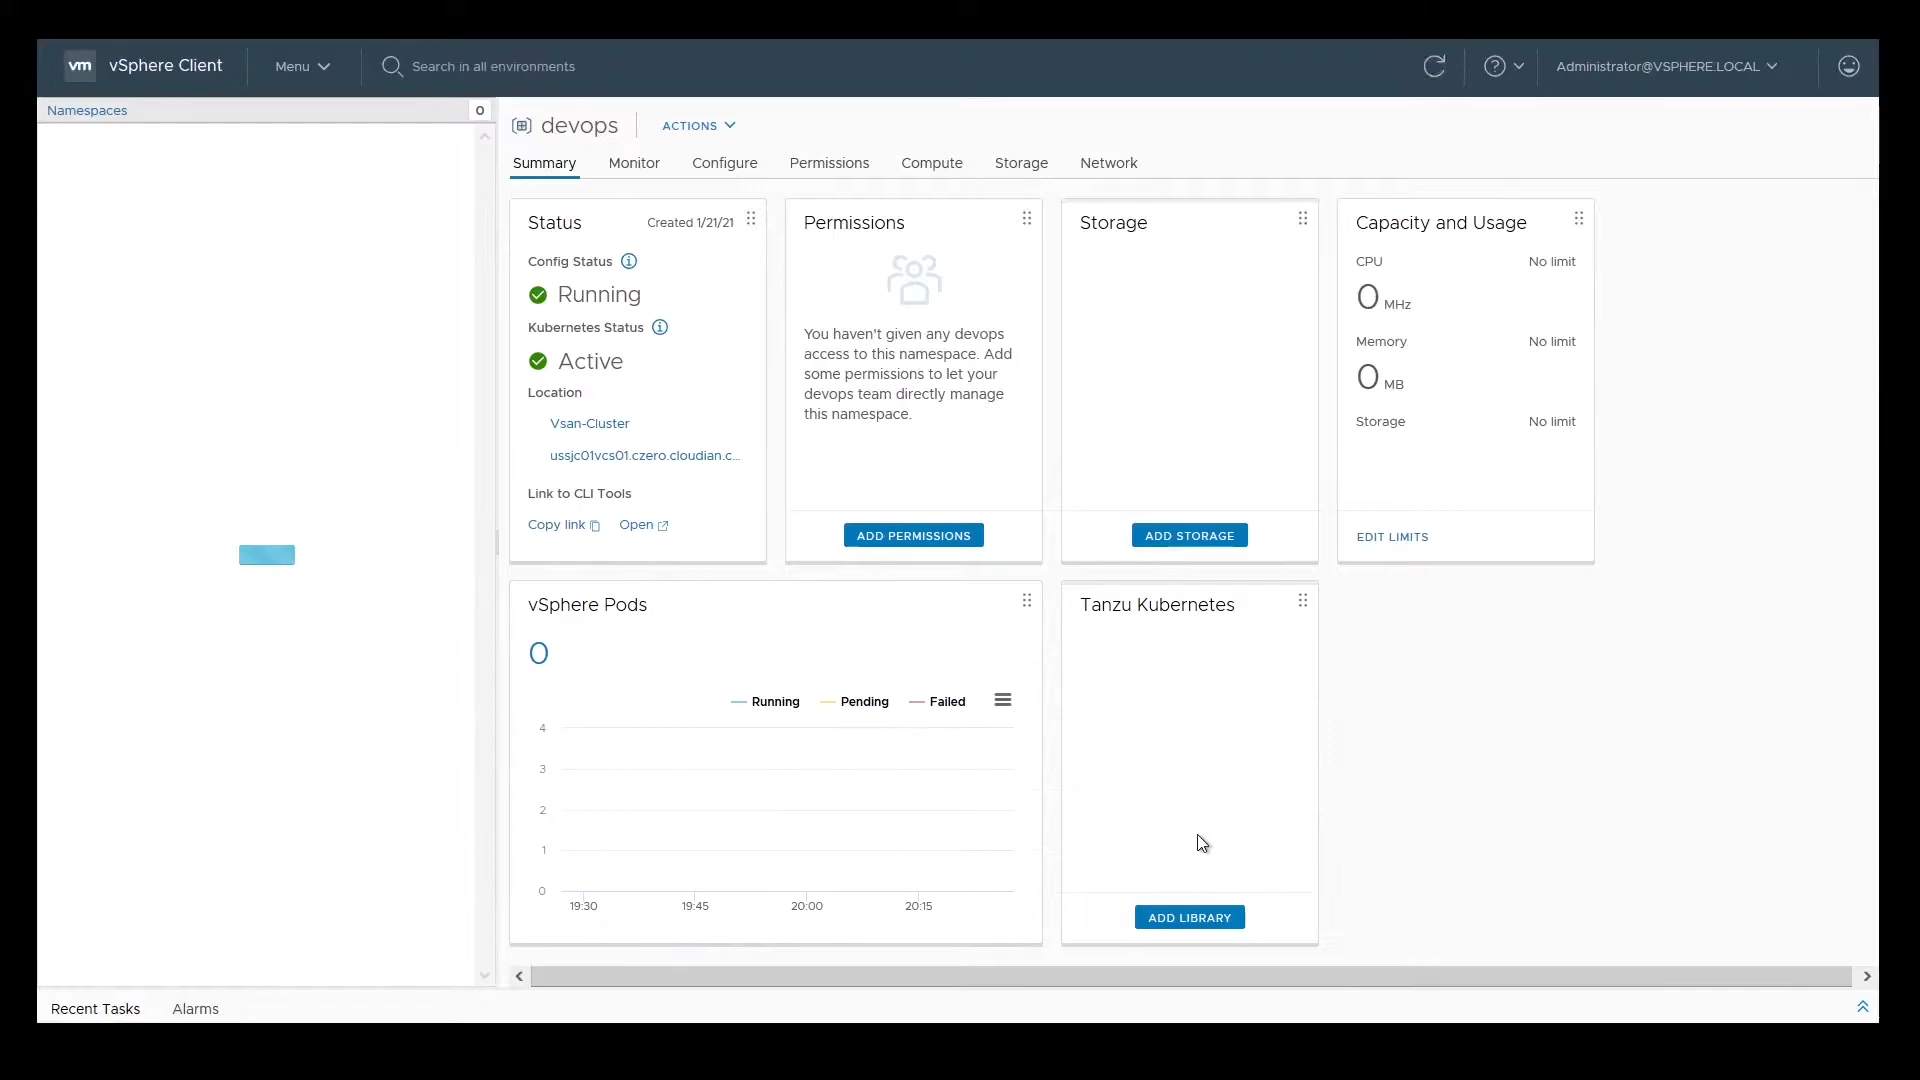 vm vSphere Client Menu Search in all environments Administrator@VSPHERE.LOCAL
Namespaces 0
devops ACTIONS
Summary Monitor Configure Permissions Compute Storage Network
Status Created 1/21/21
Config Status
Running
Kubernetes Status
Active
Location
Vsan-Cluster
ussjc01vcs01.czero.cloudian.c...
Link to CLI Tools
Copy link Open
Permissions
You haven't given any devops
access to this namespace. Add
some permissions to let your
devops team directly manage
this namespace.
ADD PERMISSIONS
Storage
ADD STORAGE
Capacity and Usage
CPU No limit
0 MHz
Memory No limit
0 MB
Storage No limit
EDIT LIMITS
vSphere Pods
0
Running Pending Failed
4
3
2
1
0
19:30 19:45 20:00 20:15
Tanzu Kubernetes
ADD LIBRARY
Recent Tasks Alarms